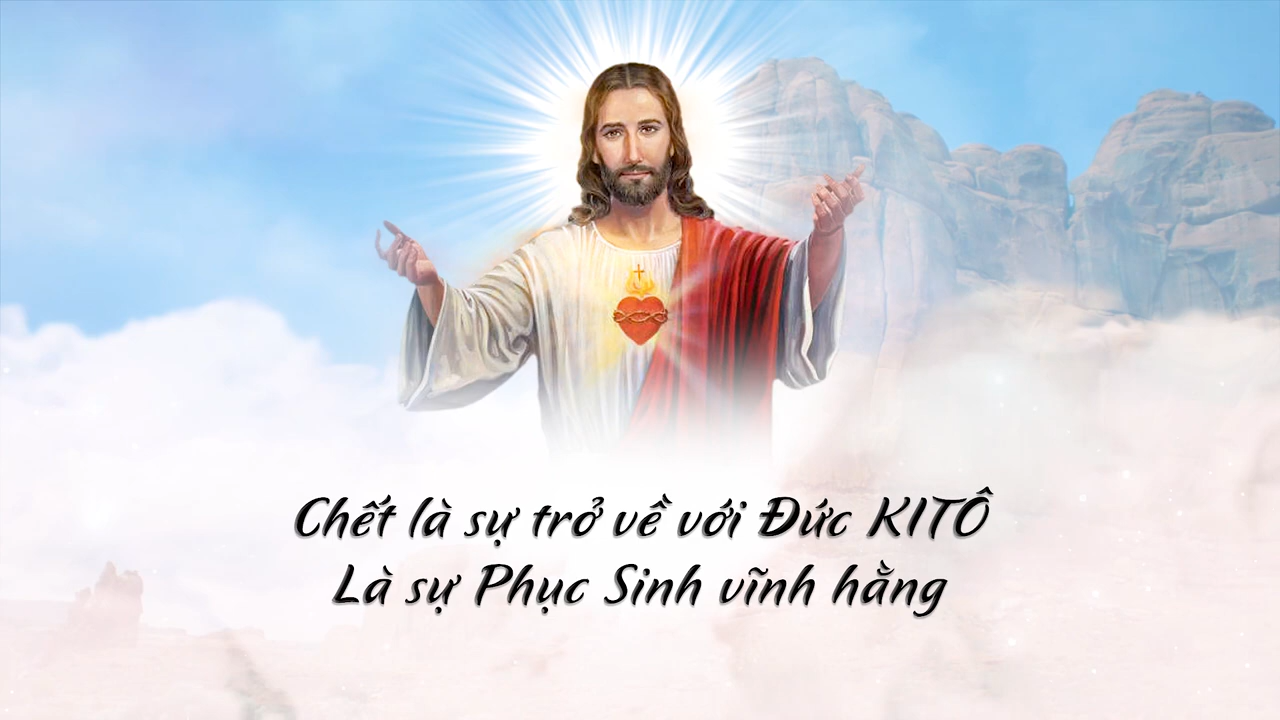 Chết là sự trở về với Đức KITÔ
Là sự Phục Sinh vĩnh hằng